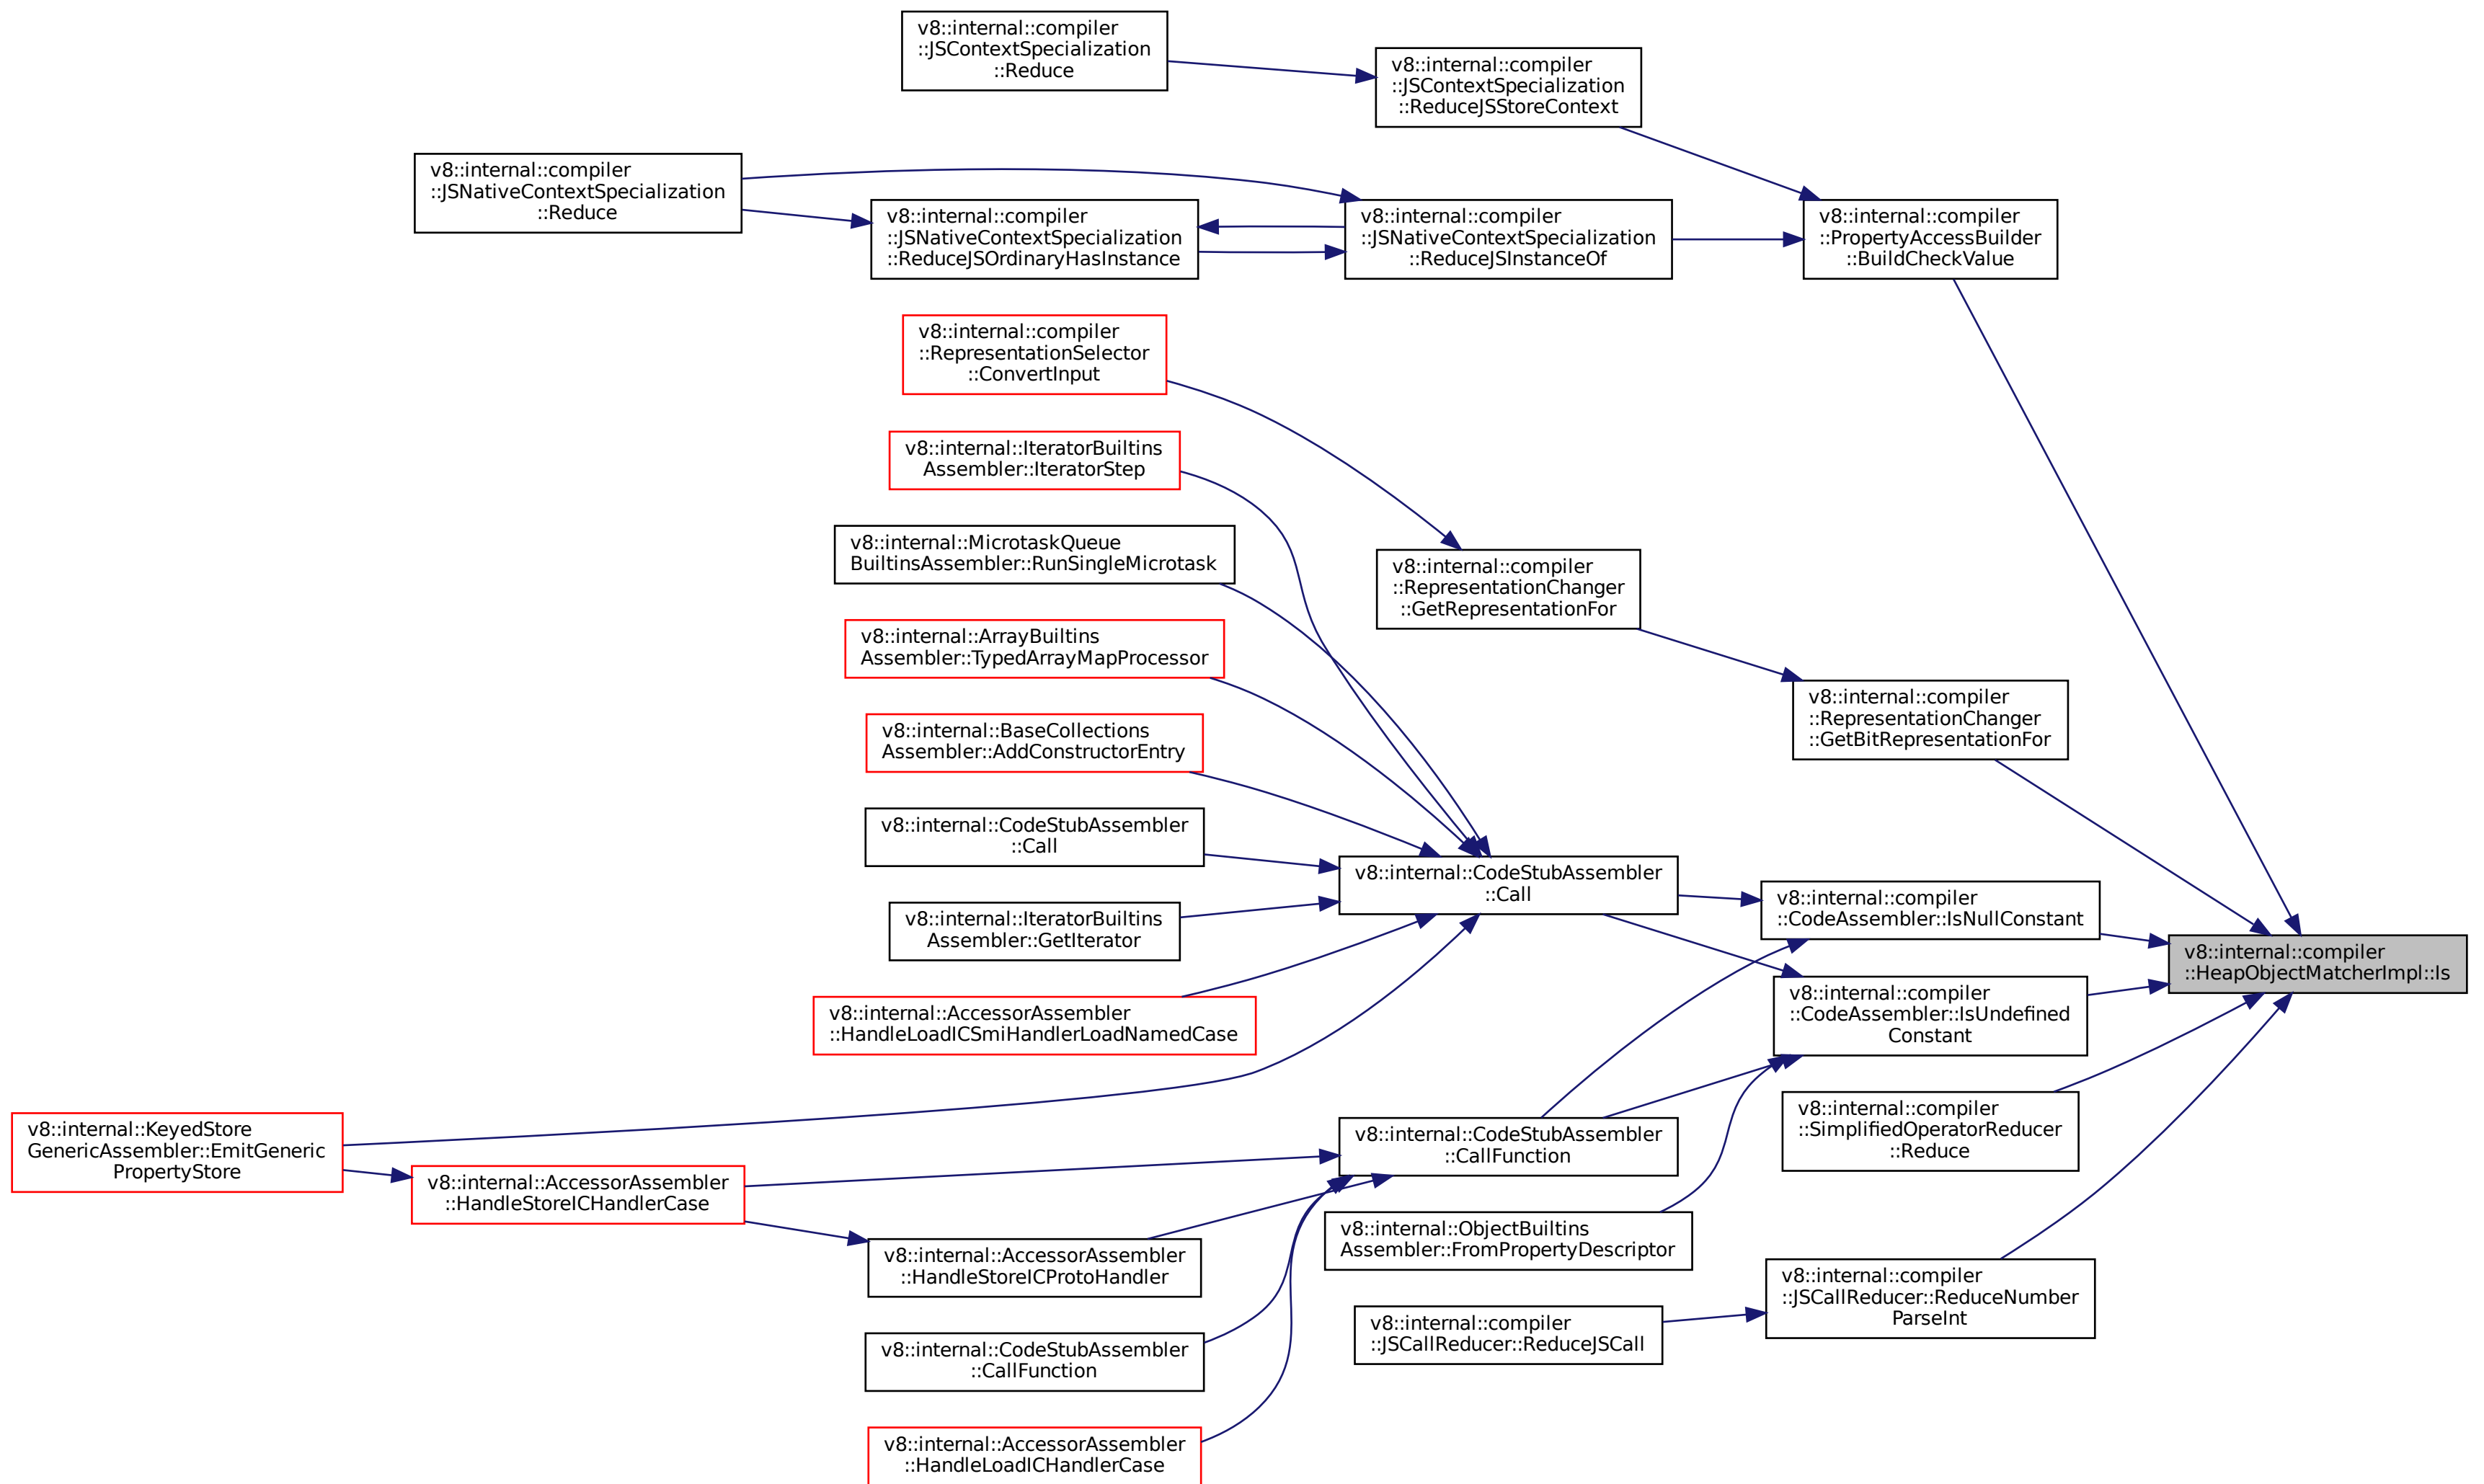 v8::internal::compiler
::JSContextSpecialization
::Reduce
v8::internal::compiler
::JSContextSpecialization
::ReduceJSStoreContext
v8::internal::compiler
::JSNativeContextSpecialization
::Reduce
v8::internal::compiler
::JSNativeContextSpecialization
::ReduceJSOrdinaryHasInstance
v8::internal::compiler
::JSNativeContextSpecialization
::ReduceJSInstanceOf
v8::internal::compiler
::PropertyAccessBuilder
::BuildCheckValue
v8::internal::compiler
::RepresentationSelector
::ConvertInput
v8::internal::IteratorBuiltins
Assembler::IteratorStep
v8::internal::MicrotaskQueue
BuiltinsAssembler::RunSingleMicrotask
v8::internal::compiler
::RepresentationChanger
::GetRepresentationFor
v8::internal::ArrayBuiltins
Assembler::TypedArrayMapProcessor
v8::internal::compiler
::RepresentationChanger
::GetBitRepresentationFor
v8::internal::BaseCollections
Assembler::AddConstructorEntry
v8::internal::CodeStubAssembler
::Call
v8::internal::CodeStubAssembler
::Call
v8::internal::compiler
::CodeAssembler::IsNullConstant
v8::internal::IteratorBuiltins
Assembler::GetIterator
v8::internal::compiler
::HeapObjectMatcherImpl::Is
v8::internal::compiler
::CodeAssembler::IsUndefined
Constant
v8::internal::AccessorAssembler
::HandleLoadICSmiHandlerLoadNamedCase
v8::internal::compiler
::SimplifiedOperatorReducer
::Reduce
v8::internal::KeyedStore
GenericAssembler::EmitGeneric
PropertyStore
v8::internal::CodeStubAssembler
::CallFunction
v8::internal::AccessorAssembler
::HandleStoreICHandlerCase
v8::internal::ObjectBuiltins
Assembler::FromPropertyDescriptor
v8::internal::AccessorAssembler
::HandleStoreICProtoHandler
v8::internal::compiler
::JSCallReducer::ReduceNumber
ParseInt
v8::internal::compiler
::JSCallReducer::ReduceJSCall
v8::internal::CodeStubAssembler
::CallFunction
v8::internal::AccessorAssembler
::HandleLoadICHandlerCase